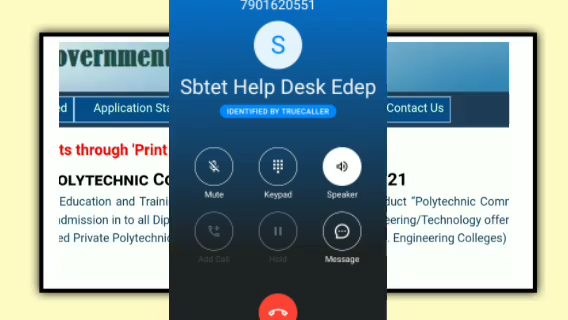 7901620551
S
Sbtet Help Desk Edep
IDENTIFIED BY TRUECALLER
Mute
Keypad
Speaker
Add Call
Hold
Message
overnment
ed
Application Sta
Contact Us
ts through 'Print
OLYTECHNIC CO
21
Education and Traini
duct "Polytechnic Comm
admission in to all Dip
eering/Technology offer
ed Private Polytechnic
. Engineering Colleges)